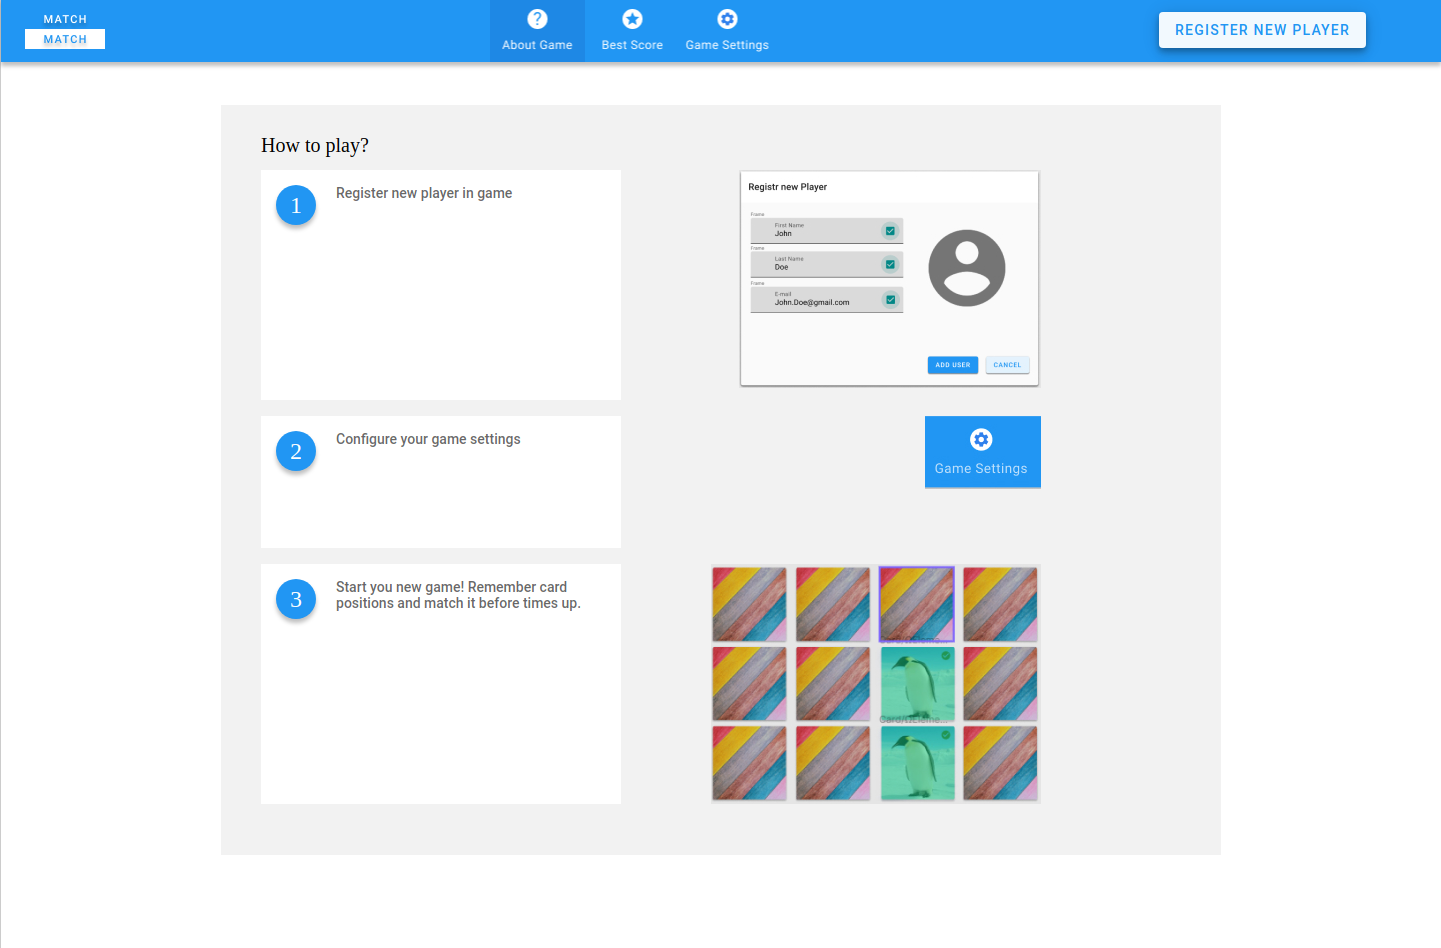 MATCH
MATCH
About Game
Best Score
Game Settings
REGISTER NEW PLAYER
How to play?
1
Register new player in game
Registr new Player
Frame
First Name
John
Frame
Last Name
Doe
Frame
E-mail
John.Doe@gmail.com
ADD USER
CANCEL
2
Configure your game settings
Game Settings
3
Start you new game! Remember card
positions and match it before times up.